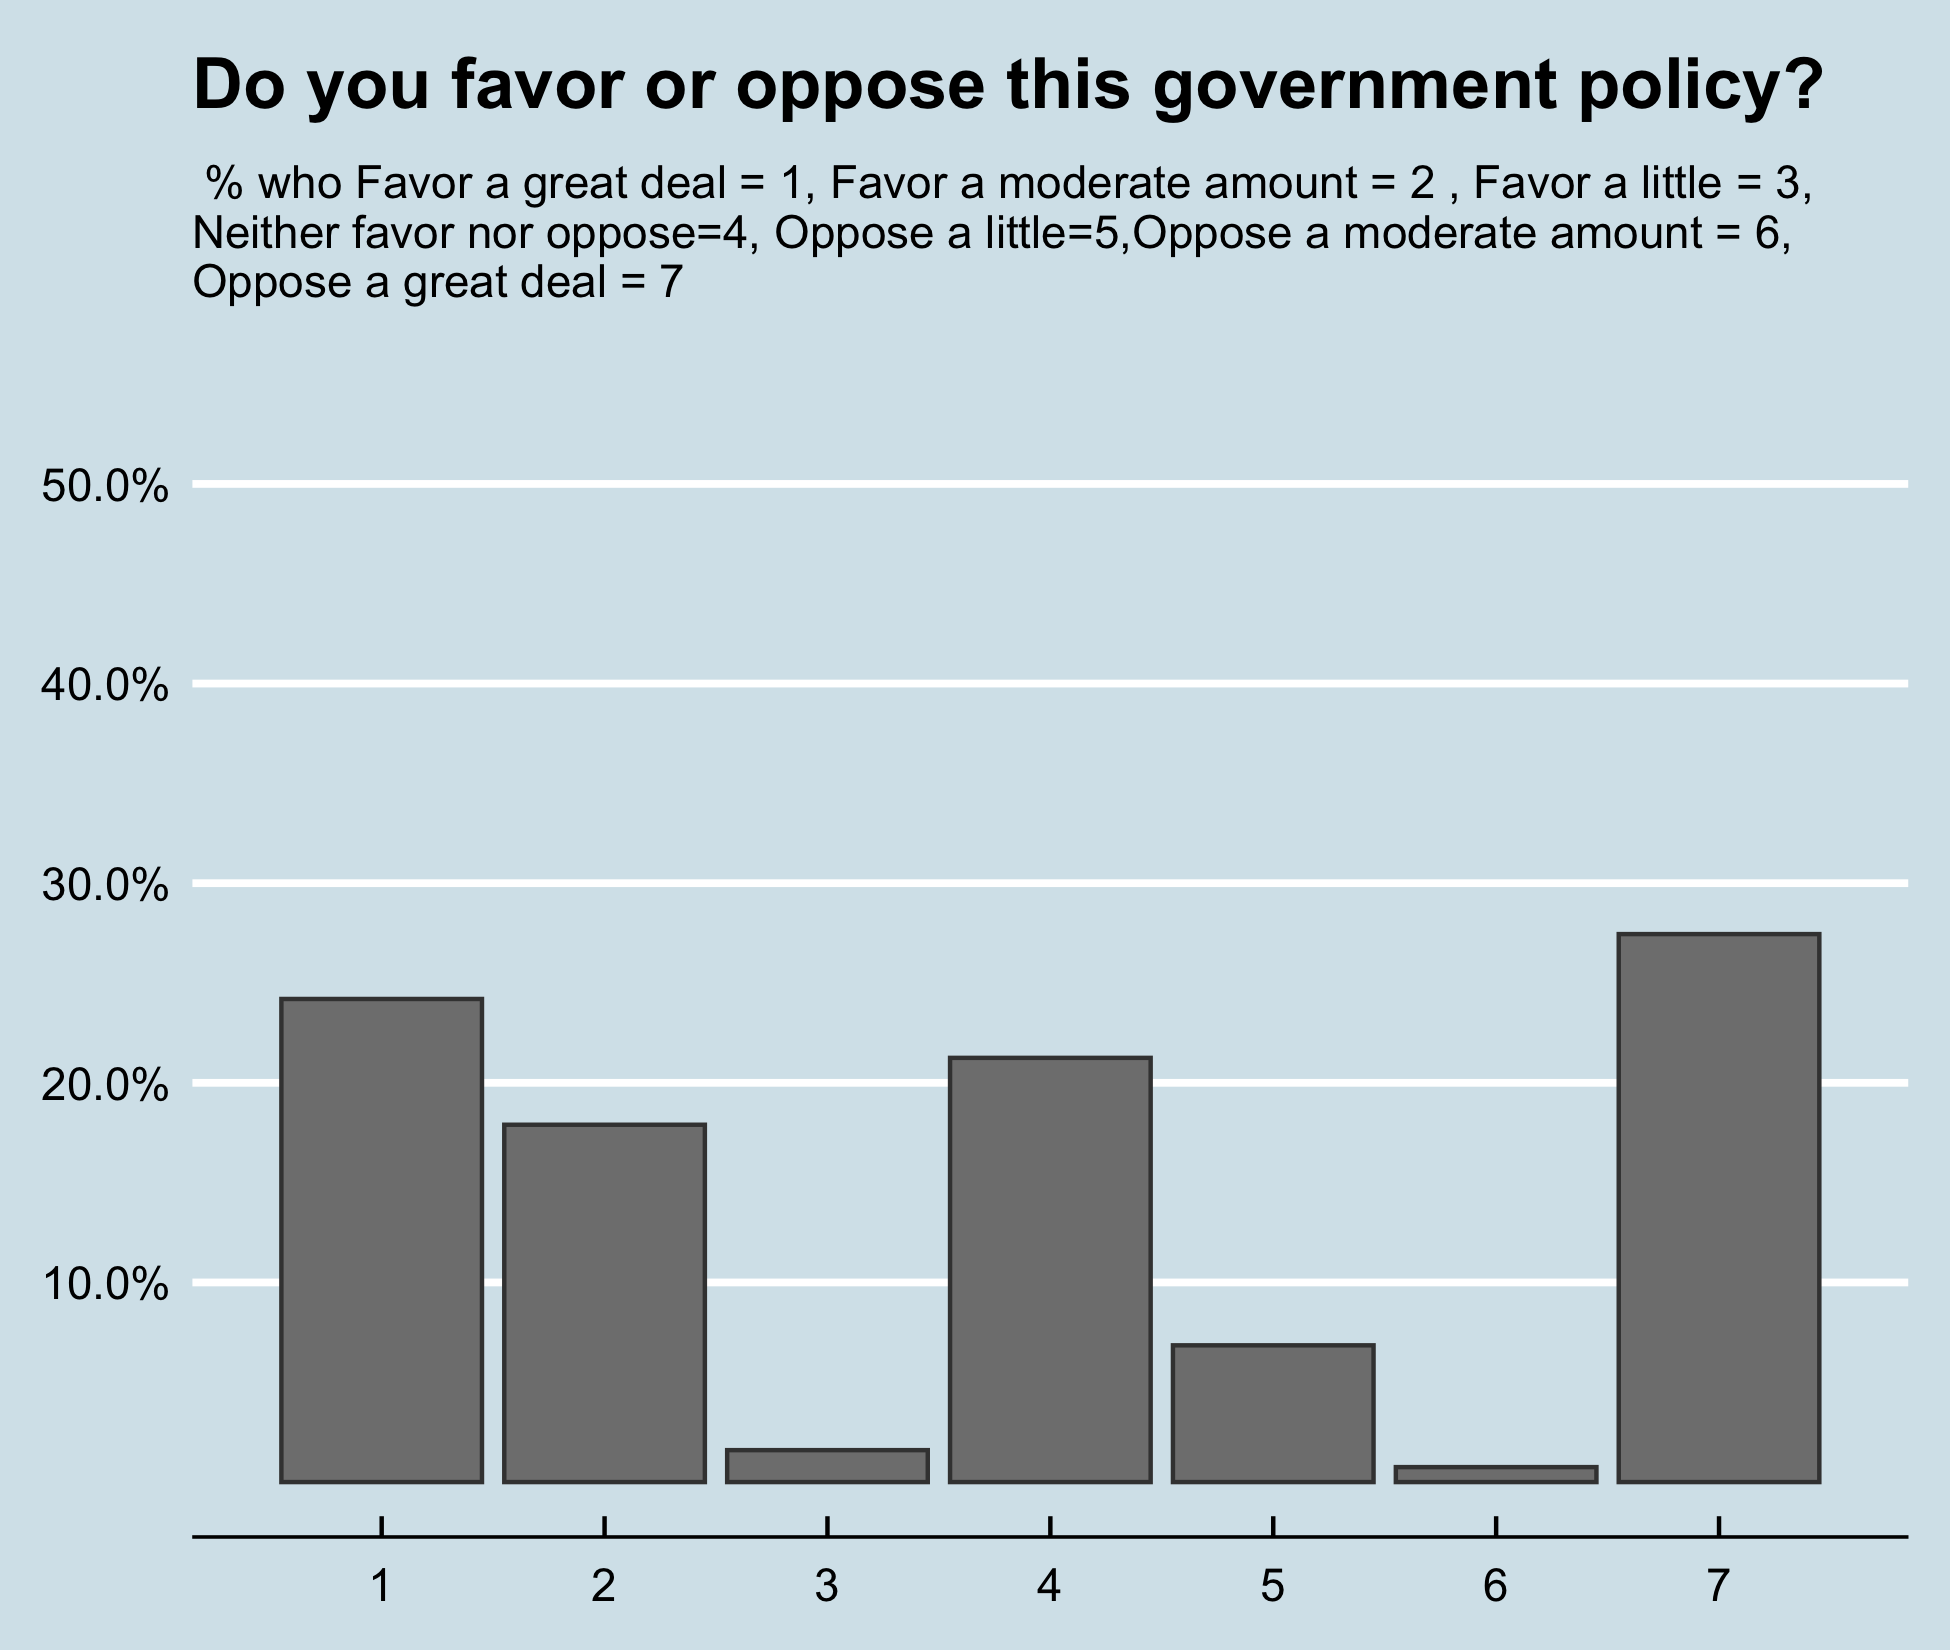 Do you favor or oppose this government policy?
% who Favor a great deal = 1, Favor a moderate amount = 2 , Favor a little = 3,
Neither favor nor oppose=4, Oppose a little=5,Oppose a moderate amount = 6,
Oppose a great deal = 7
50.0%
40.0%
30.0%
20.0%
10.0%
1 2 3 4 5 6 7